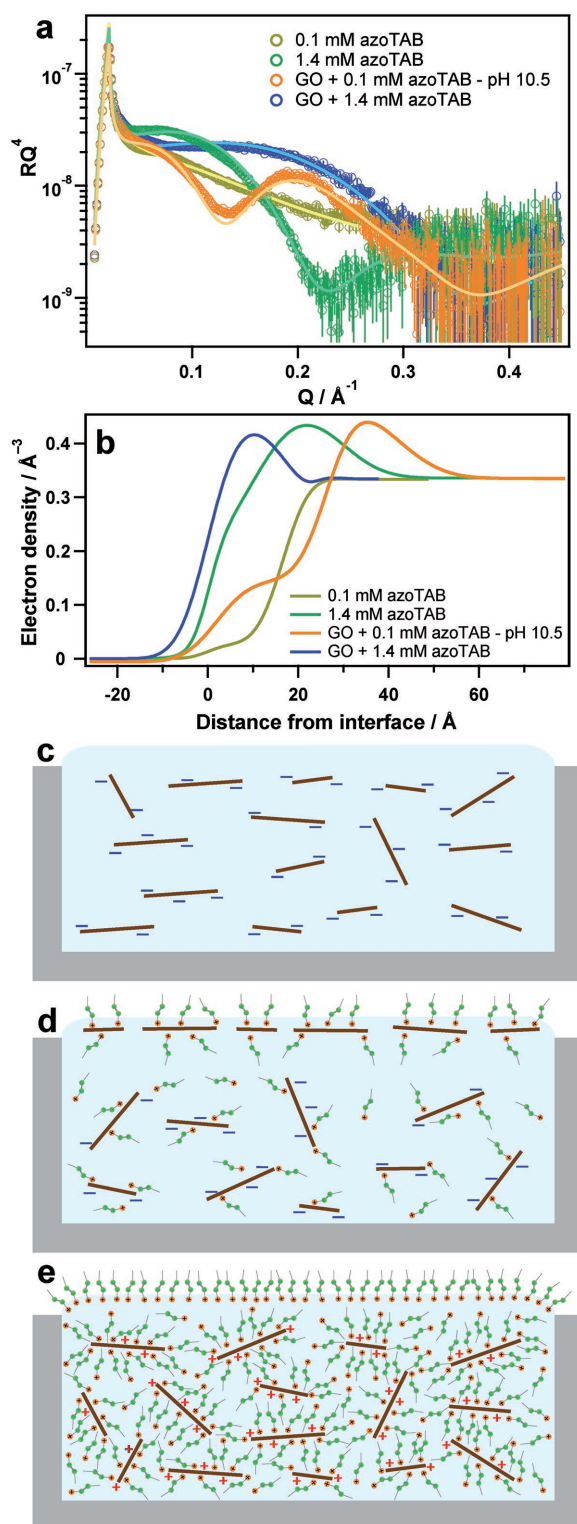 a
0.1 mM azoTAB
1.4 mM azoTAB
GO + 0.1 mM azoTAB - pH 10.5
GO + 1.4 mM azoTAB
RQ⁴
10⁻⁷
10⁻⁸
10⁻⁹
0.1 0.2 0.3 0.4
Q / Å⁻¹
b
Electron density / Å⁻³
0.4
0.3
0.2
0.1
0
0.1 mM azoTAB
1.4 mM azoTAB
GO + 0.1 mM azoTAB - pH 10.5
GO + 1.4 mM azoTAB
-20 0 20 40 60
Distance from interface / Å
c
d
e